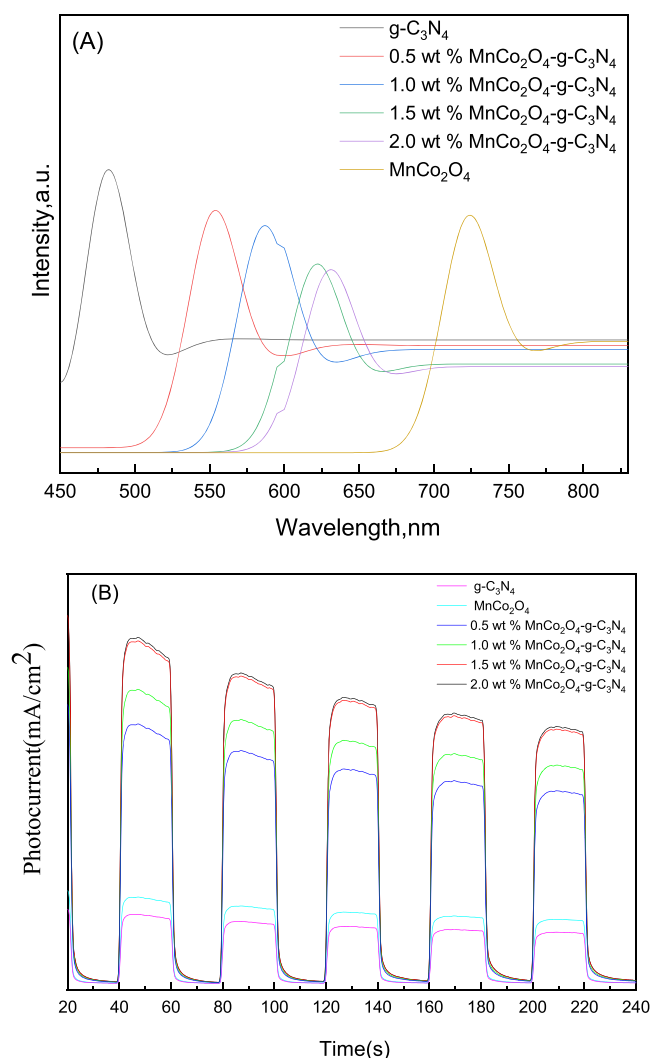 (A)
g-C₃N₄
0.5 wt % MnCo₂O₄-g-C₃N₄
1.0 wt % MnCo₂O₄-g-C₃N₄
1.5 wt % MnCo₂O₄-g-C₃N₄
2.0 wt % MnCo₂O₄-g-C₃N₄
MnCo₂O₄
Intensity,a.u.
450 500 550 600 650 700 750 800
Wavelength,nm
(B)
g-C₃N₄
MnCo₂O₄
0.5 wt % MnCo₂O₄-g-C₃N₄
1.0 wt % MnCo₂O₄-g-C₃N₄
1.5 wt % MnCo₂O₄-g-C₃N₄
2.0 wt % MnCo₂O₄-g-C₃N₄
Photocurrent(mA/cm²)
20 40 60 80 100 120 140 160 180 200 220 240
Time(s)